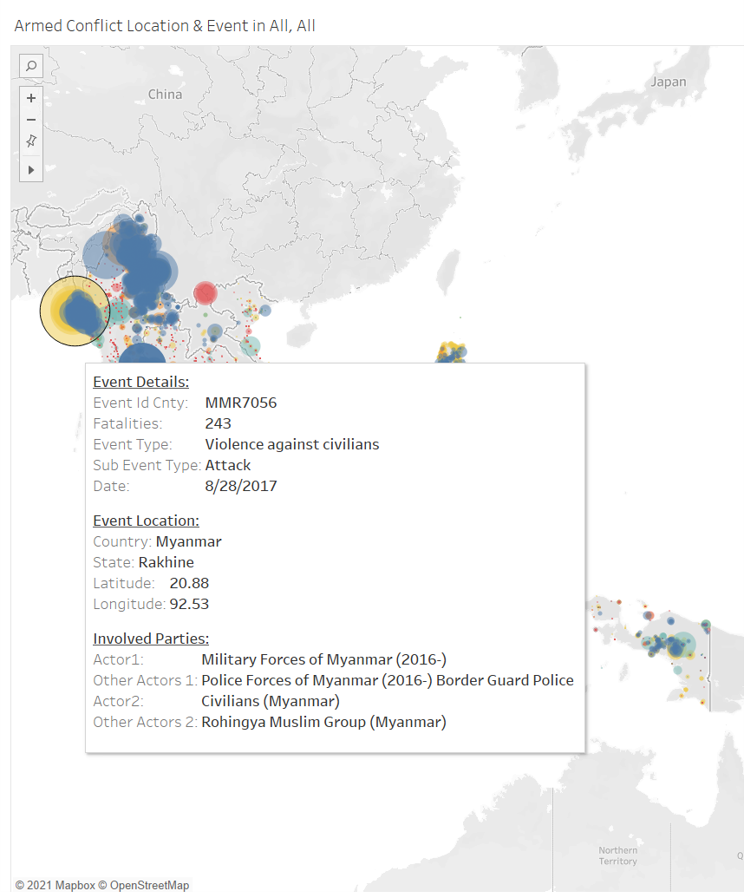 Armed Conflict Location & Event in All, All
China
Japan
Event Details:
Event Id Cnty: MMR7056
Fatalities: 243
Event Type: Violence against civilians
Sub Event Type: Attack
Date: 8/28/2017
Event Location:
Country: Myanmar
State: Rakhine
Latitude: 20.88
Longitude: 92.53
Involved Parties:
Actor1: Military Forces of Myanmar (2016-)
Other Actors 1: Police Forces of Myanmar (2016-) Border Guard Police
Actor2: Civilians (Myanmar)
Other Actors 2: Rohingya Muslim Group (Myanmar)
Northern
Territory
Q
© 2021 Mapbox © OpenStreetMap